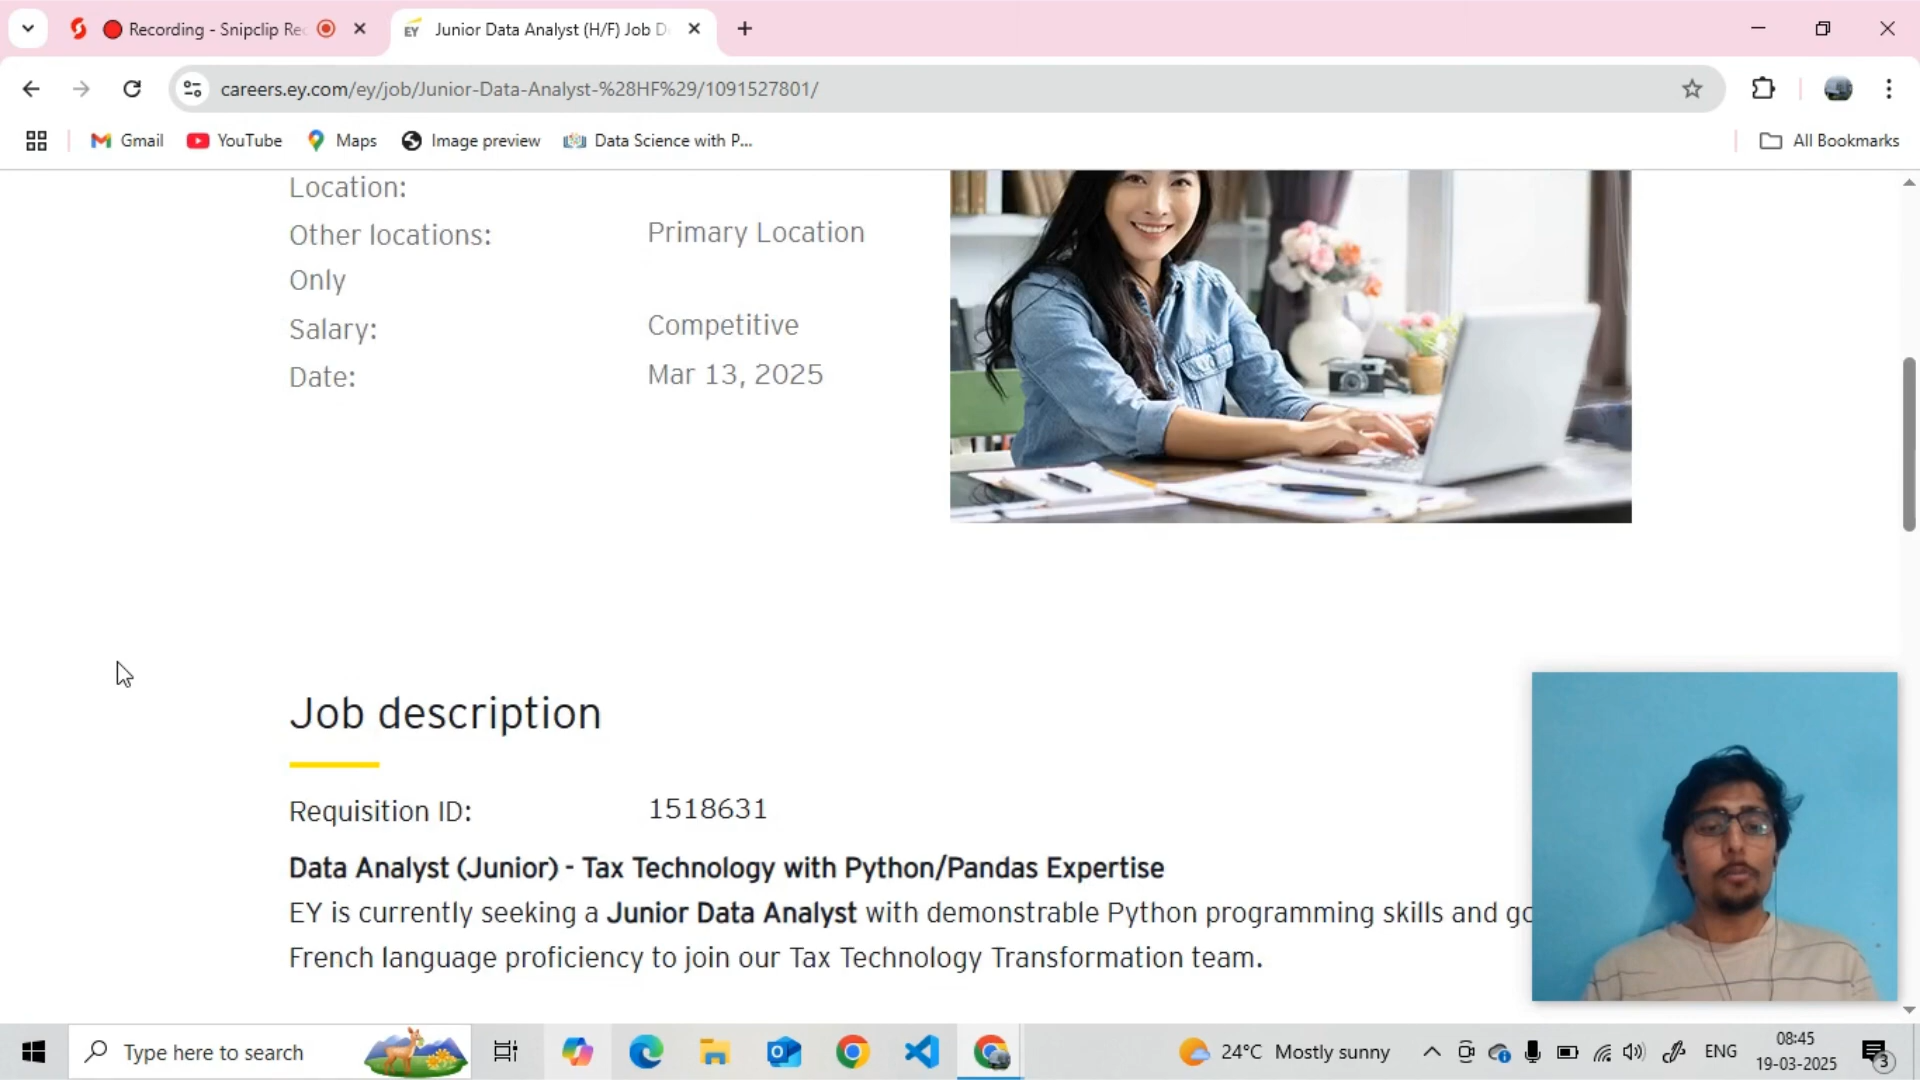 Recording - Snipclip Rec
EY Junior Data Analyst (H/F) Job D
careers.ey.com/ey/job/Junior-Data-Analyst-%28HF%29/1091527801/
Gmail
YouTube
Maps
Image preview
Data Science with P...
All Bookmarks
Location:
Other locations: Primary Location
Only
Salary: Competitive
Date: Mar 13, 2025
Job description
Requisition ID: 1518631
Data Analyst (Junior) - Tax Technology with Python/Pandas Expertise
EY is currently seeking a Junior Data Analyst with demonstrable Python programming skills and go
French language proficiency to join our Tax Technology Transformation team.
Type here to search
24°C Mostly sunny
ENG
08:45
19-03-2025
3